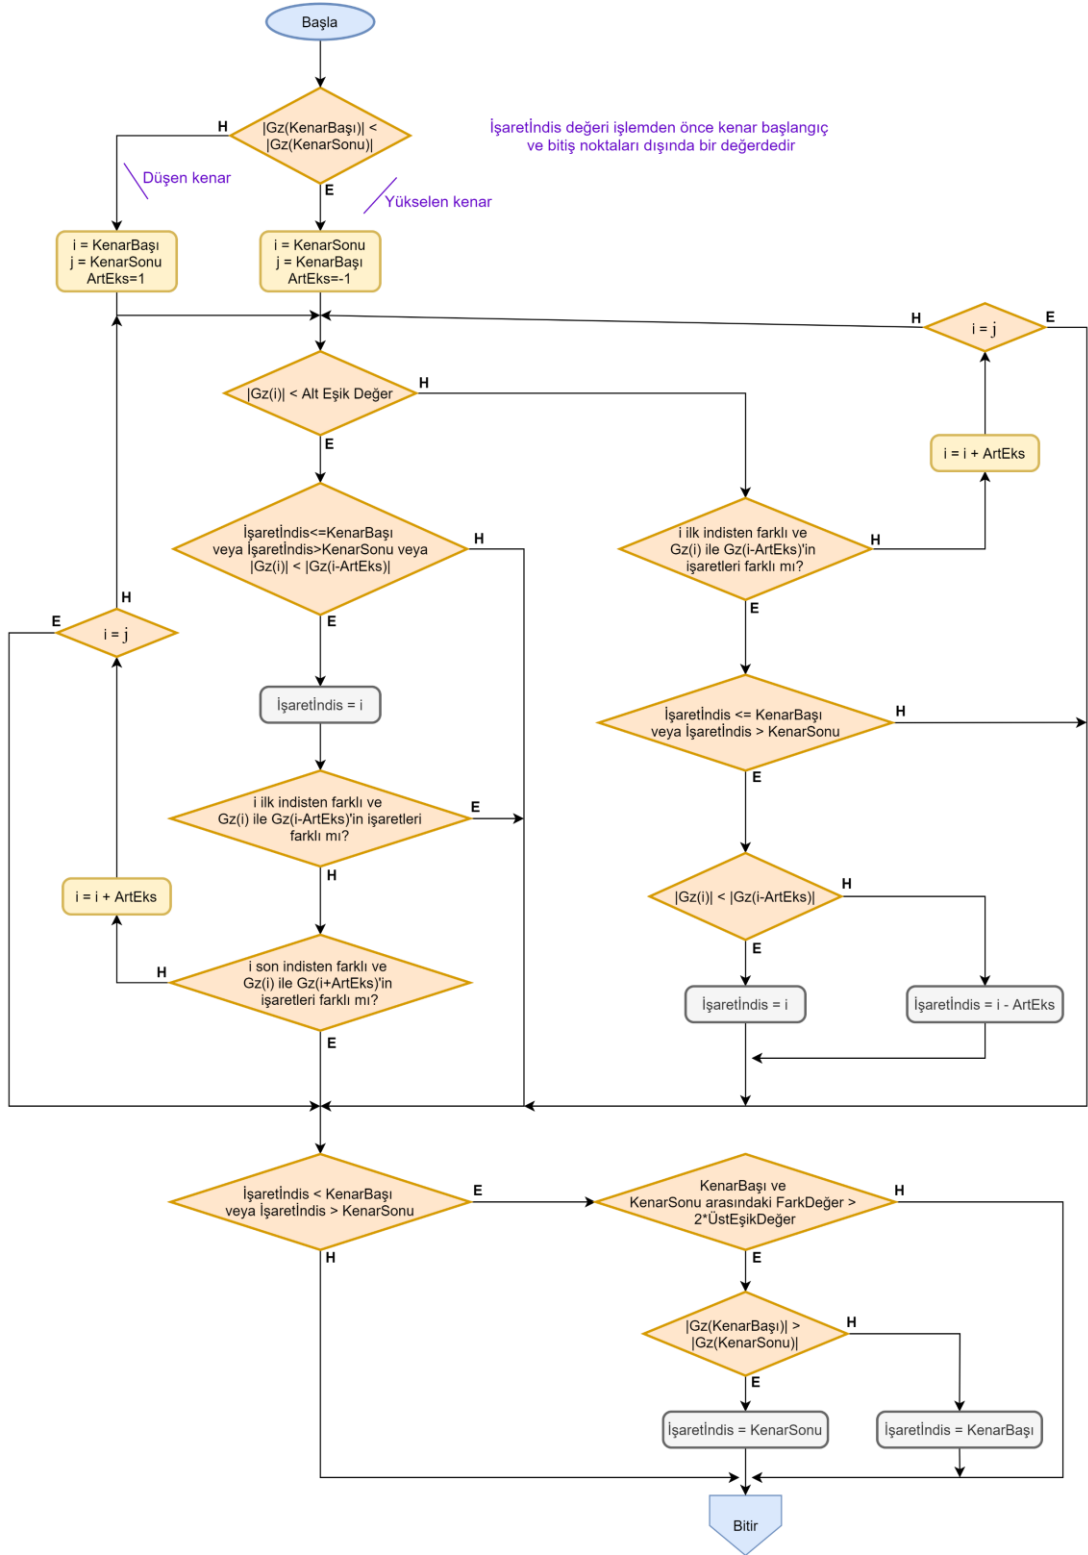 Başla
|Gz(KenarBaşı)| <
|Gz(KenarSonu)|
H
E
İşaretİndis değeri işlemden önce kenar başlangıç
ve bitiş noktaları dışında bir değerdedir
Düşen kenar
Yükselen kenar
i = KenarBaşı
j = KenarSonu
ArtEks=1
i = KenarSonu
j = KenarBaşı
ArtEks=-1
i = j
H
E
|Gz(i)| < Alt Eşik Değer
H
E
i = i + ArtEks
İşaretİndis<=KenarBaşı
veya İşaretİndis>KenarSonu veya
|Gz(i)| < |Gz(i-ArtEks)|
H
E
i ilk indisten farklı ve
Gz(i) ile Gz(i-ArtEks)'in
işaretleri farklı mı?
H
E
i = j
H
E
İşaretİndis = i
İşaretİndis <= KenarBaşı
veya İşaretİndis > KenarSonu
H
E
i ilk indisten farklı ve
Gz(i) ile Gz(i-ArtEks)'in işaretleri
farklı mı?
E
H
|Gz(i)| < |Gz(i-ArtEks)|
H
E
i = i + ArtEks
i son indisten farklı ve
Gz(i) ile Gz(i+ArtEks)'in
işaretleri farklı mı?
H
E
İşaretİndis = i
İşaretİndis = i - ArtEks
İşaretİndis < KenarBaşı
veya İşaretİndis > KenarSonu
E
H
KenarBaşı ve
KenarSonu arasındaki FarkDeğer >
2*ÜstEşikDeğer
H
E
|Gz(KenarBaşı)| >
|Gz(KenarSonu)|
H
E
İşaretİndis = KenarSonu
İşaretİndis = KenarBaşı
Bitir